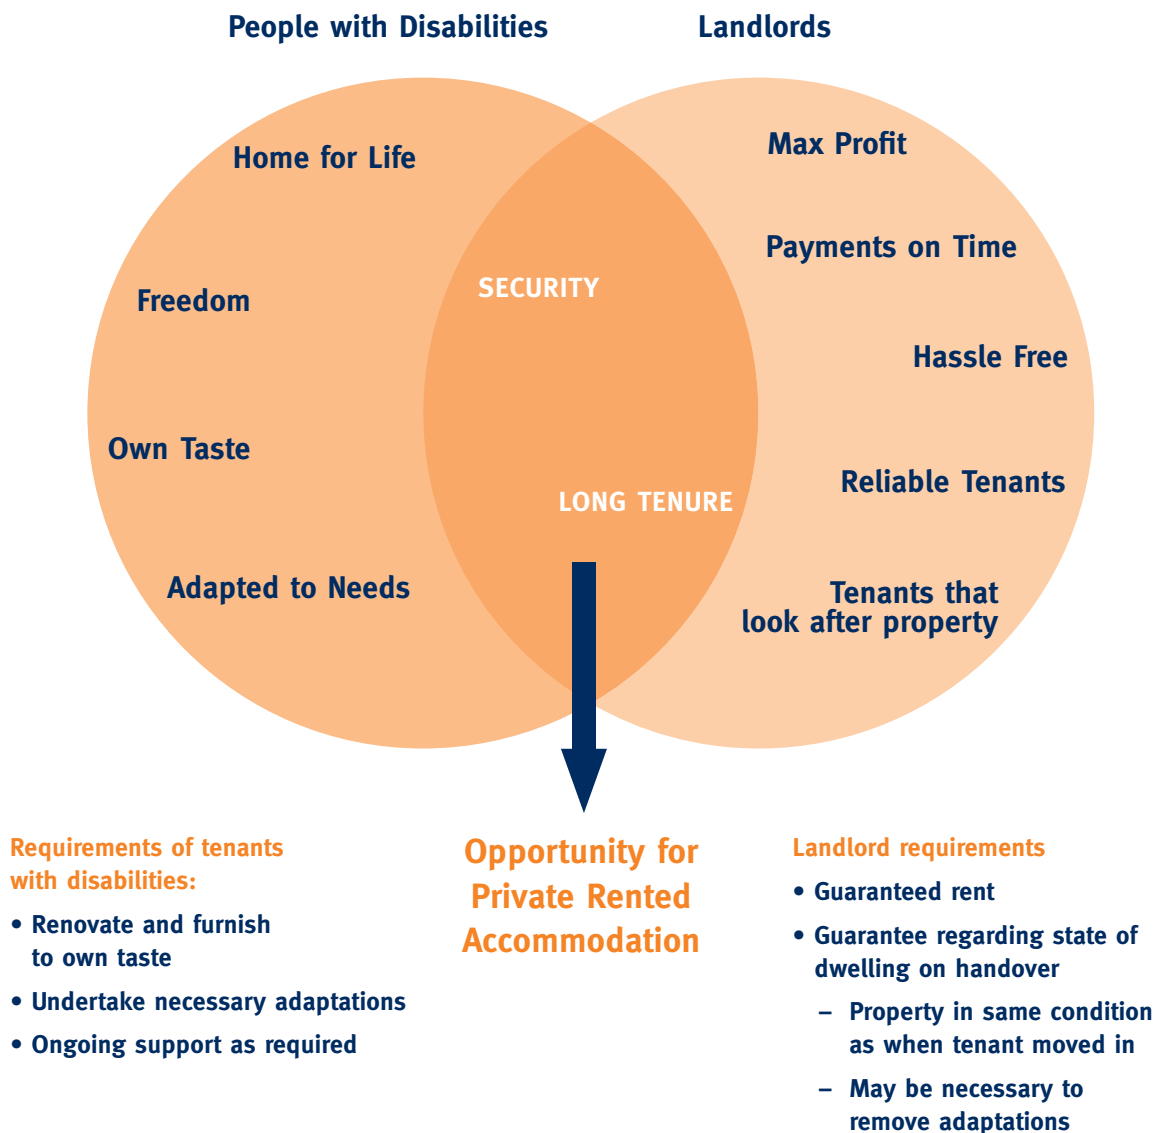 People with Disabilities
Landlords
Home for Life
Freedom
Own Taste
Adapted to Needs
SECURITY
LONG TENURE
Max Profit
Payments on Time
Hassle Free
Reliable Tenants
Tenants that
look after property
Requirements of tenants
with disabilities:
• Renovate and furnish
to own taste
• Undertake necessary adaptations
• Ongoing support as required
Opportunity for
Private Rented
Accommodation
Landlord requirements
• Guaranteed rent
• Guarantee regarding state of
dwelling on handover
– Property in same condition
as when tenant moved in
– May be necessary to
remove adaptations